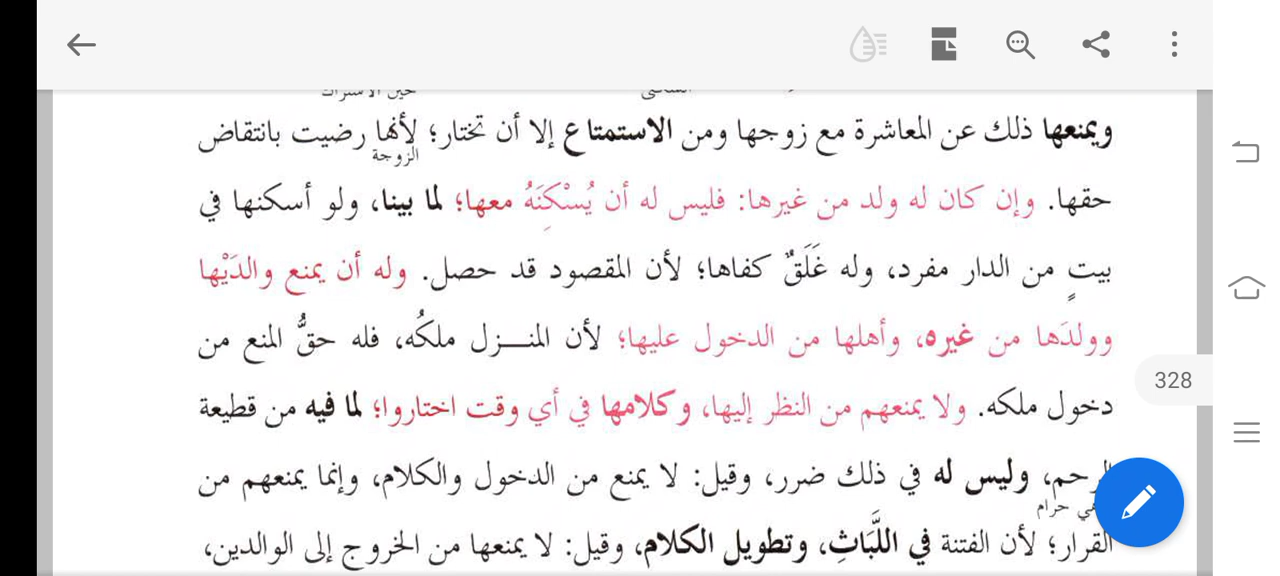 حين الاشتراك
ويمنعها ذلك عن المعاشرة مع زوجها ومن الاستمتاع إلا أن تختار؛ لأنها رضيت بانتقاض
الزوجة
حقها. وإن كان له ولد من غيرها: فليس له أن يُسْكِنَهُ معها؛ لما بينا، ولو أسكنها في
بيتٍ من الدار مفرد، وله غَلَقٌ كفاها؛ لأن المقصود قد حصل. وله أن يمنع والدَيْها
وولدَها من غيره، وأهلها من الدخول عليها؛ لأن المنـــزل ملكُه، فله حقُّ المنع من
328
دخول ملكه. ولا يمنعهم من النظر إليها، وكلامها في أي وقت اختاروا؛ لما فيه من قطيعة
الرحم، وليس له في ذلك ضرر، وقيل: لا يمنع من الدخول والكلام، وإنما يمنعهم من
حرام
القرار؛ لأن الفتنة في اللَّبَاثِ، وتطويل الكلام، وقيل: لا يمنعها من الخروج إلى الوالدين،